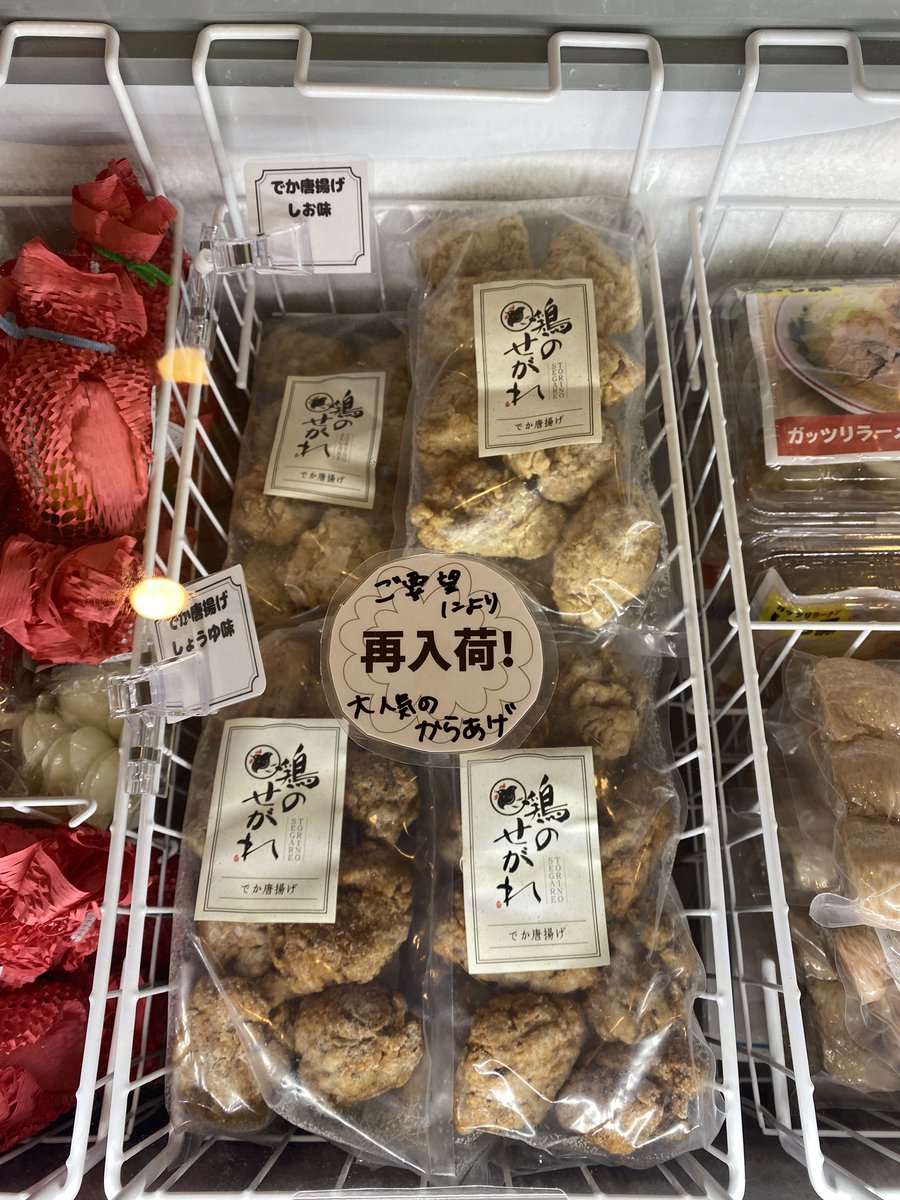 でか唐揚げ
しお味
鶏の
せがれ
TORINO
SEGARE
でか唐揚げ
鶏の
せがれ
TORINO
SEGARE
でか唐揚げ
ガッツリラーメ
でか唐揚げ
しょうゆ味
ご要望
により
再入荷!
大人気の
からあげ
鶏の
せがれ
TORINO
SEGARE
でか唐揚げ
鶏の
せがれ
TORINO
SEGARE
でか唐揚げ